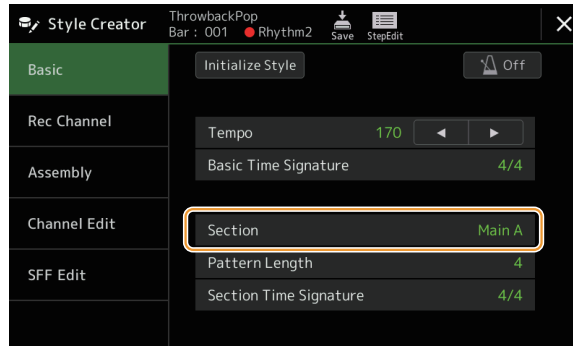 Style Creator
ThrowbackPop
Bar : 001 Rhythm2
Save
StepEdit
Basic
Initialize Style
Off
Rec Channel
Tempo 170
Assembly
Basic Time Signature 4/4
Channel Edit
Section Main A
SFF Edit
Pattern Length 4
Section Time Signature 4/4